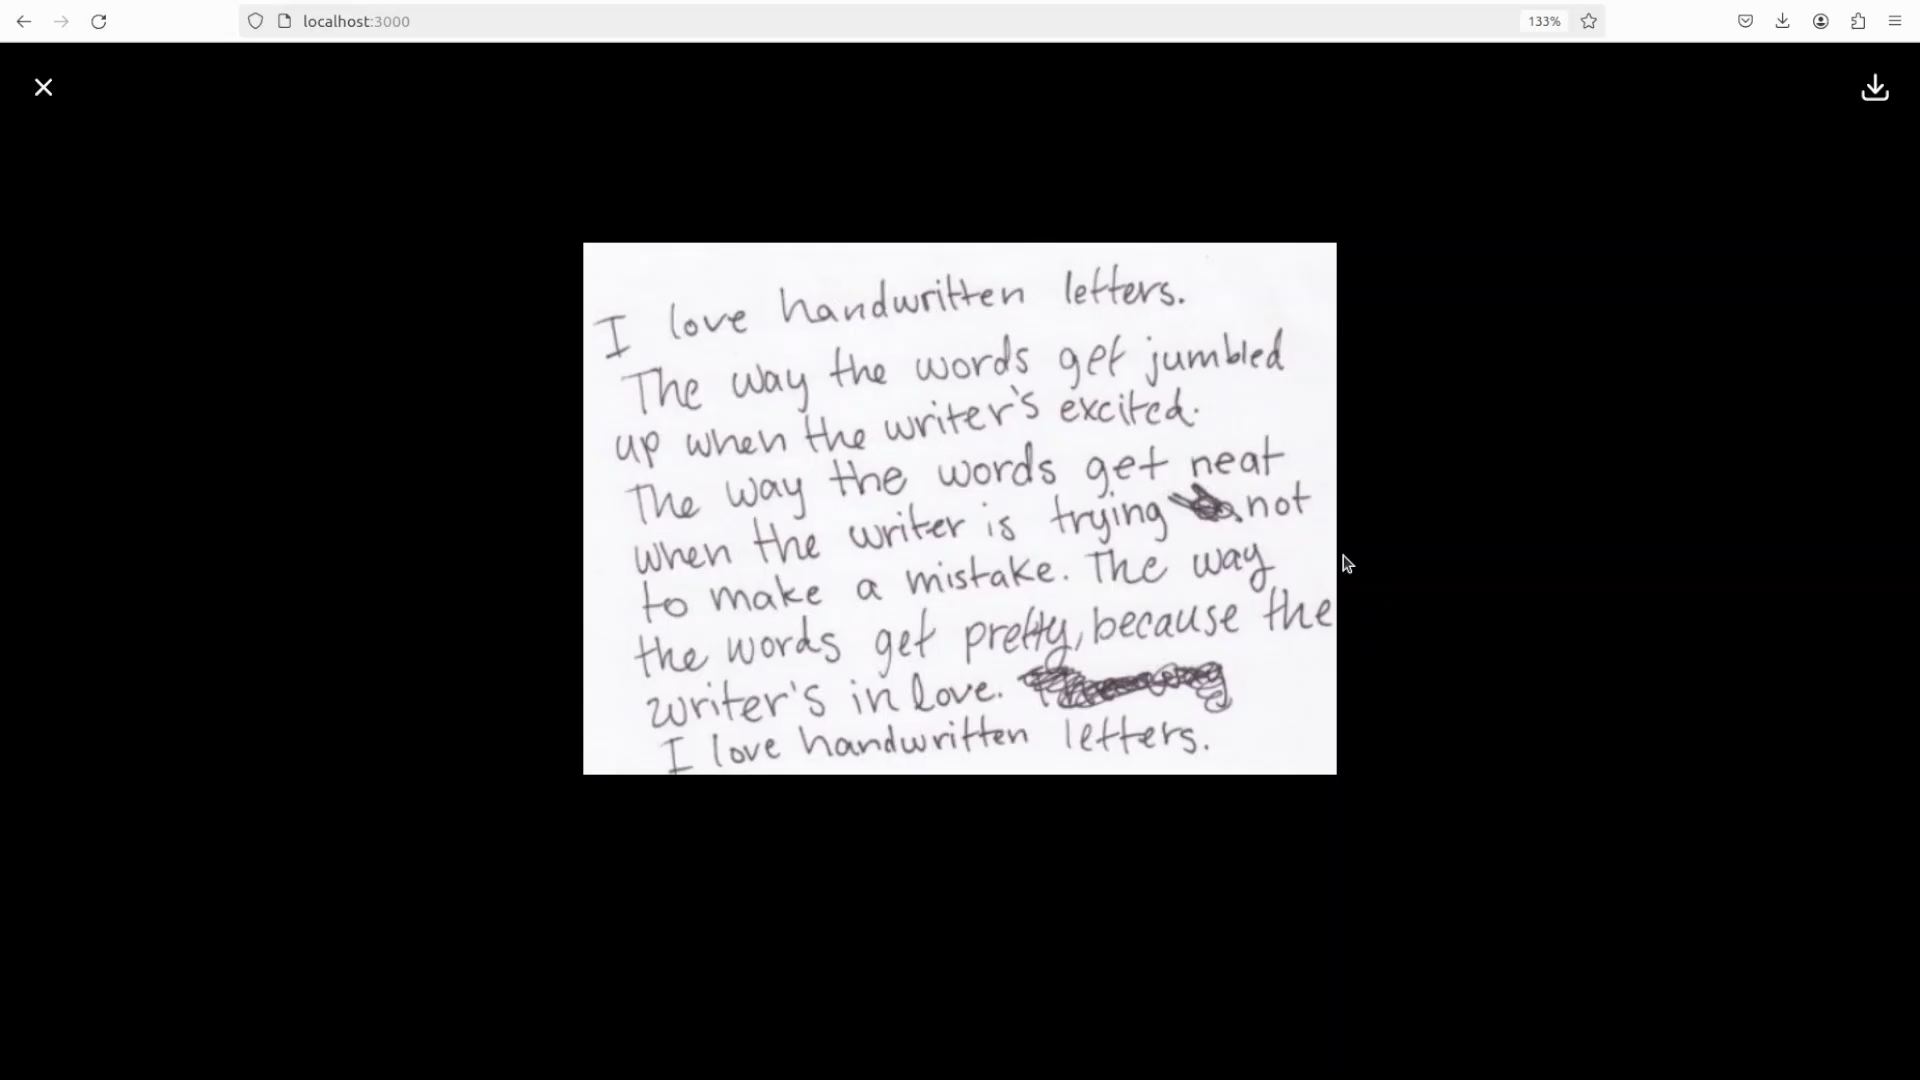 localhost:3000
133%
I love handwritten letters.
The way the words get jumbled
up when the writer's excited.
The way the words get neat
when the writer is trying not
to make a mistake. The way
the words get pretty, because the
writer's in love.
I love handwritten letters.